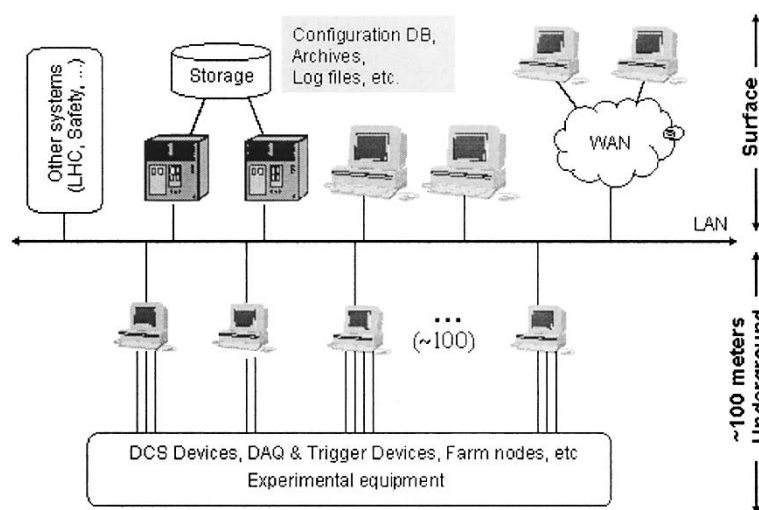 Configuration DB,
Archives,
Log files, etc.
Storage
Other systems
(LHC, Safety, ...)
WAN
Surface
LAN
...
(~100)
~100 meters
Underground
DCS Devices, DAQ & Trigger Devices, Farm nodes, etc
Experimental equipment